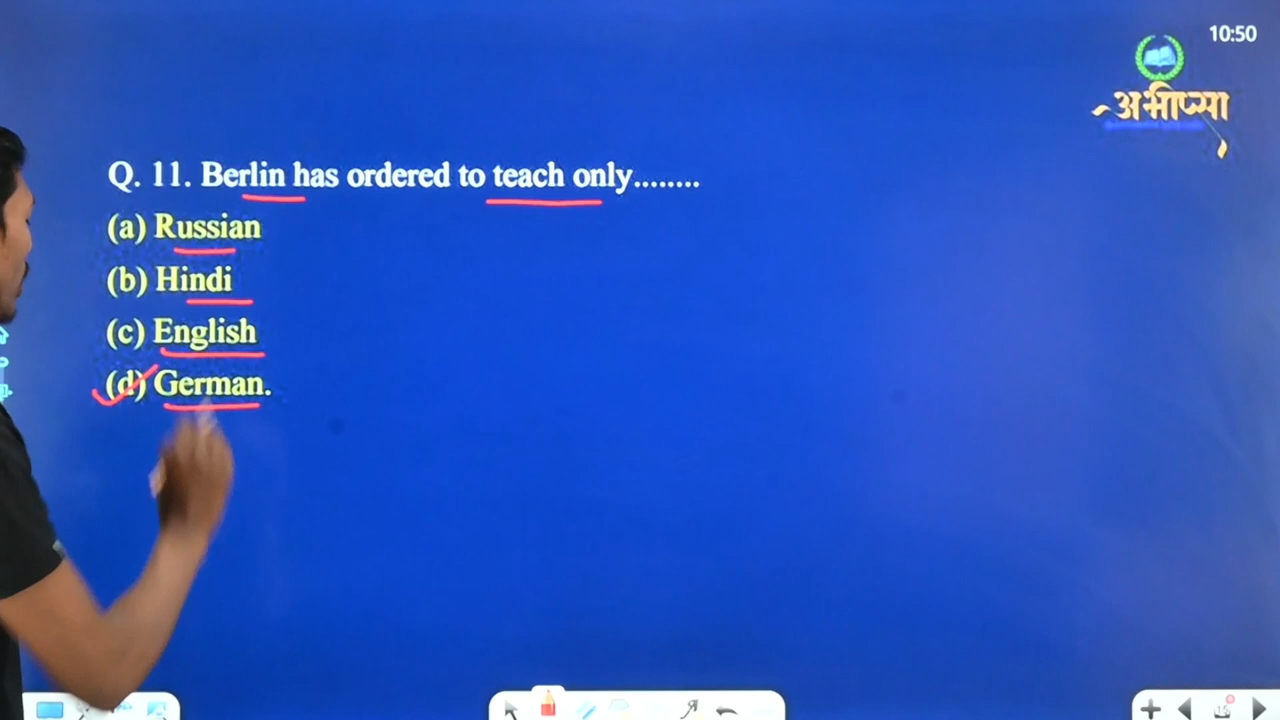 10:50
अभीप्सा
Q. 11. Berlin has ordered to teach only........
(a) Russian
(b) Hindi
(c) English
(d) German.